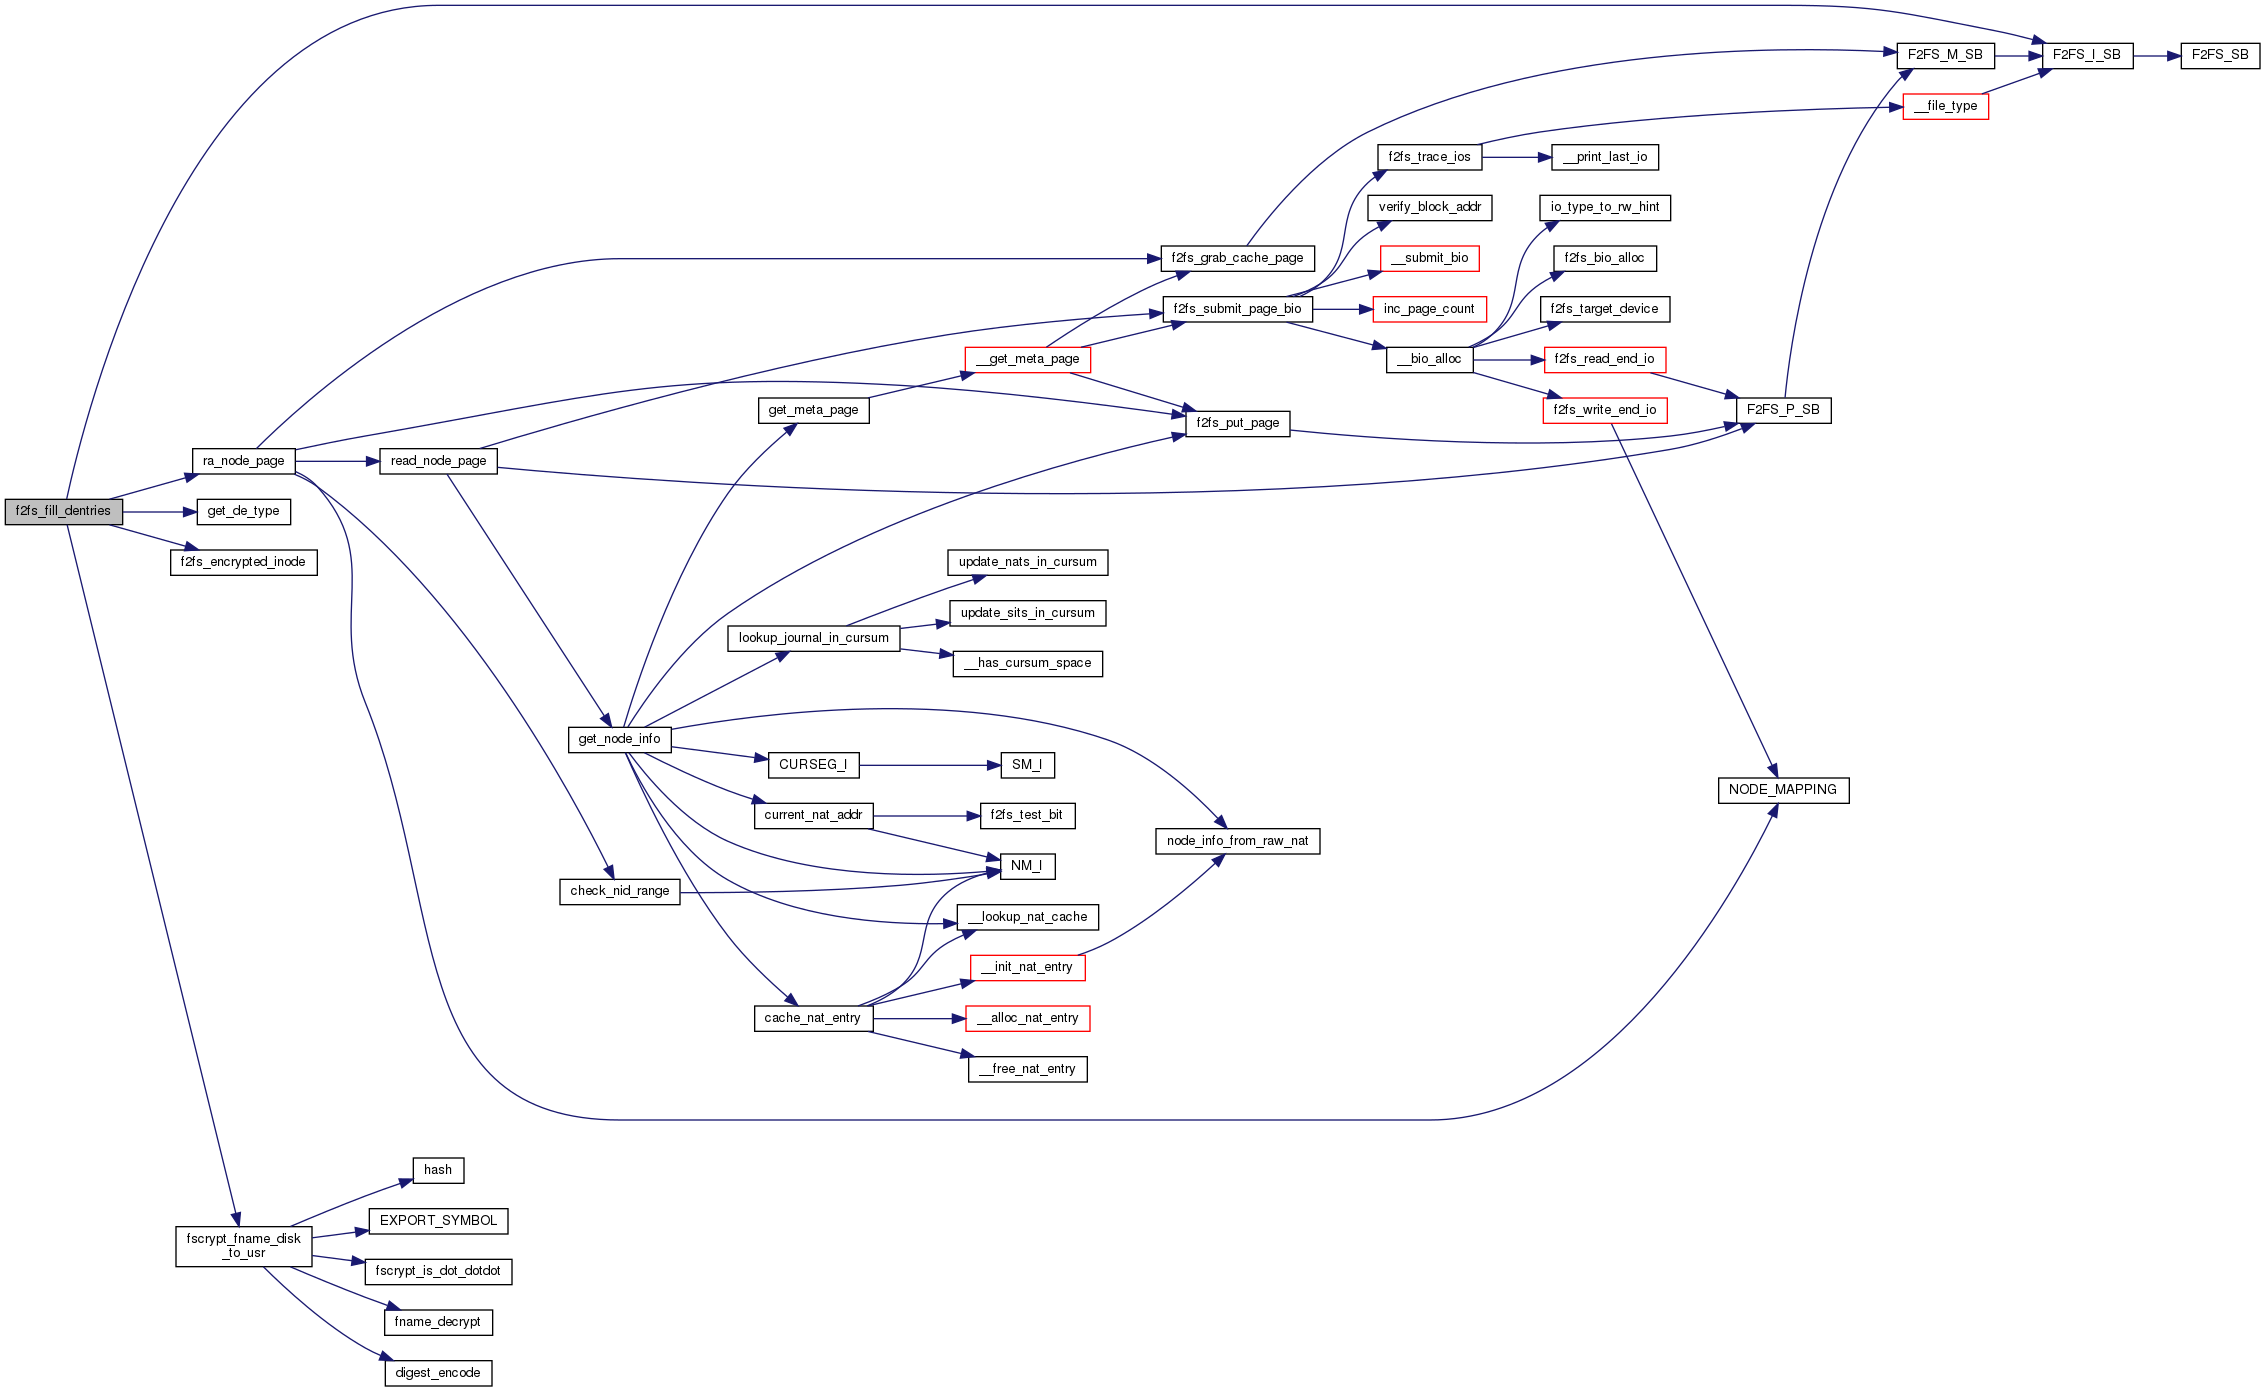 F2FS_M_SB
F2FS_I_SB
F2FS_SB
__file_type
f2fs_trace_ios
__print_last_io
verify_block_addr
io_type_to_rw_hint
f2fs_grab_cache_page
__submit_bio
f2fs_bio_alloc
f2fs_submit_page_bio
inc_page_count
f2fs_target_device
__get_meta_page
__bio_alloc
f2fs_read_end_io
get_meta_page
f2fs_put_page
f2fs_write_end_io
F2FS_P_SB
ra_node_page
read_node_page
f2fs_fill_dentries
get_de_type
f2fs_encrypted_inode
update_nats_in_cursum
update_sits_in_cursum
lookup_journal_in_cursum
__has_cursum_space
get_node_info
CURSEG_I
SM_I
NODE_MAPPING
current_nat_addr
f2fs_test_bit
node_info_from_raw_nat
NM_I
check_nid_range
__lookup_nat_cache
__init_nat_entry
cache_nat_entry
__alloc_nat_entry
__free_nat_entry
hash
EXPORT_SYMBOL
fscrypt_fname_disk
_to_usr
fscrypt_is_dot_dotdot
fname_decrypt
digest_encode